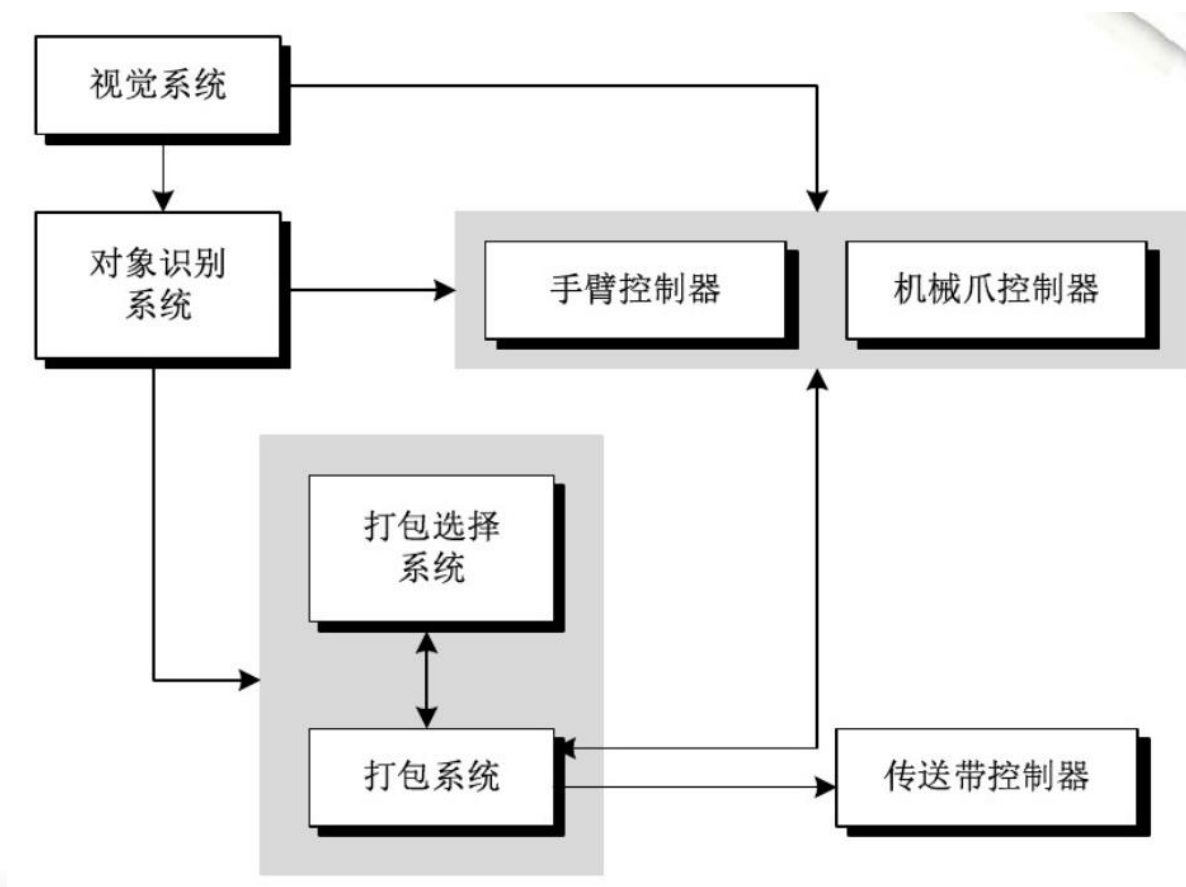 视觉系统
对象识别
系统
手臂控制器
机械爪控制器
打包选择
系统
打包系统
传送带控制器